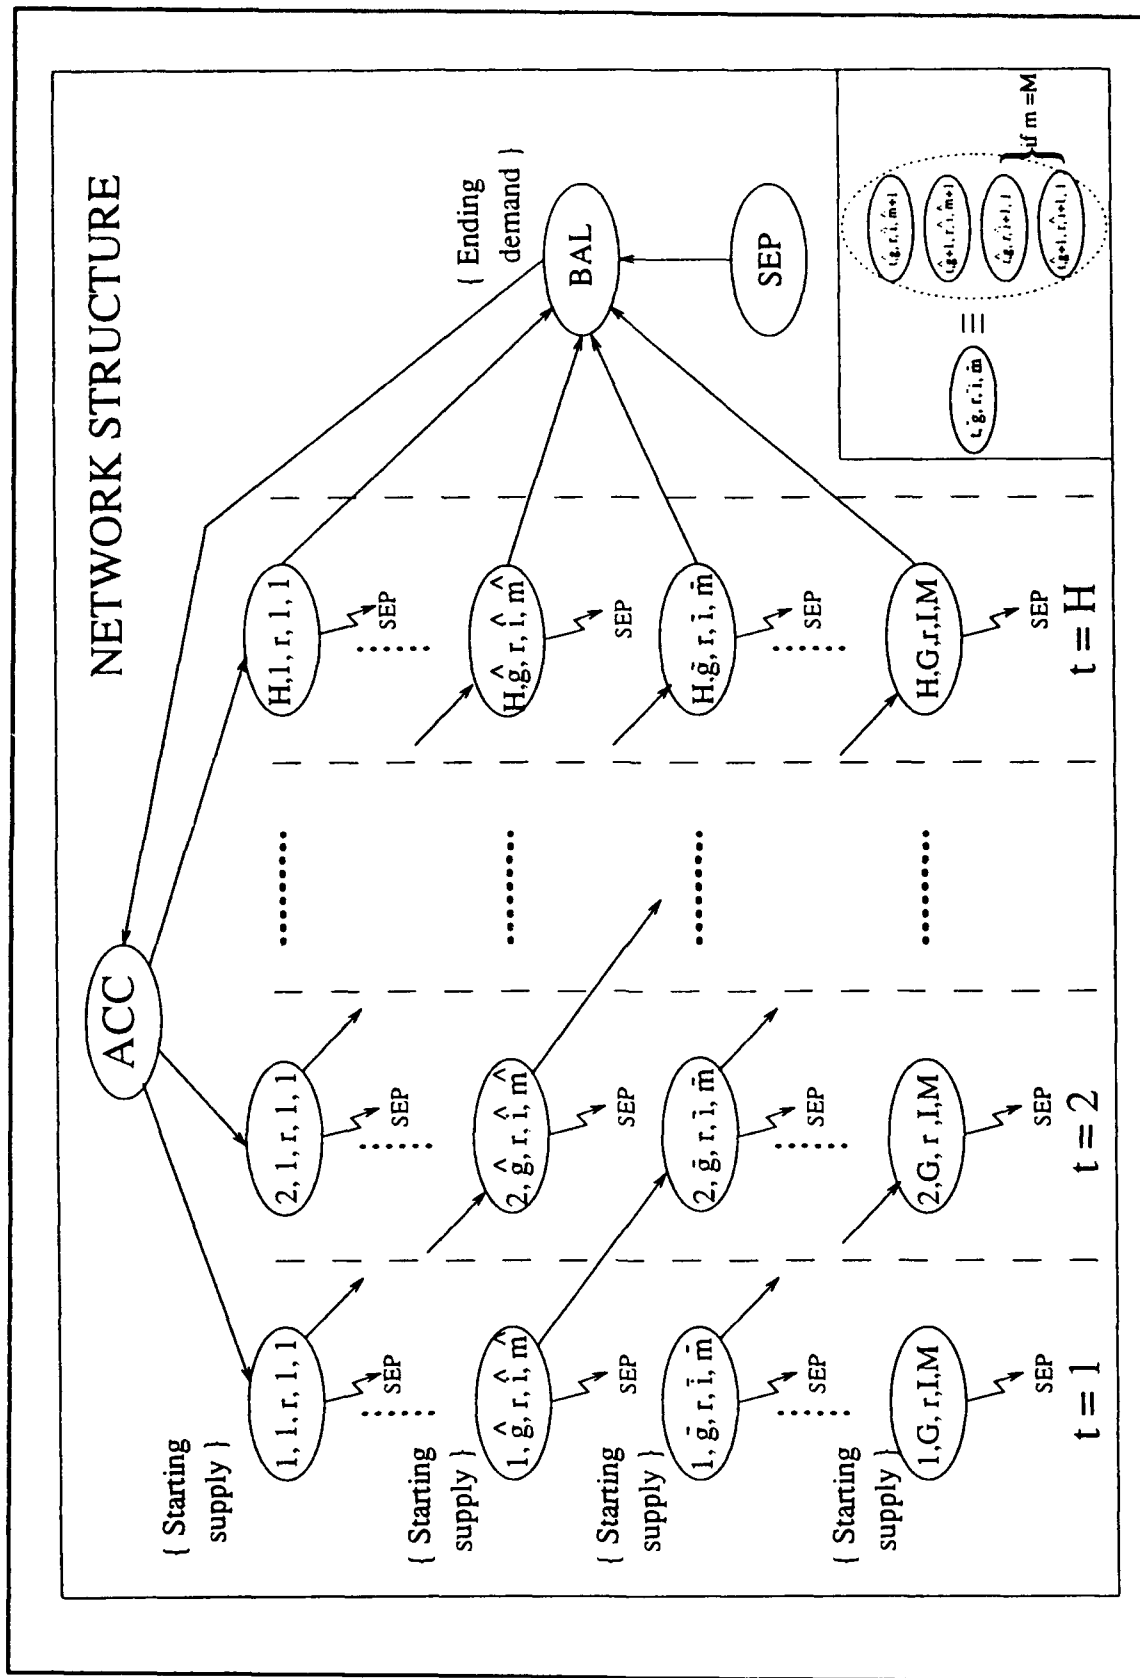 NETWORK STRUCTURE
ACC
{ Starting
supply }
1, 1, r, 1, 1
SEP
2, 1, r, 1, 1
SEP
H,1, r, 1, 1
SEP
{ Starting
supply }
1, ĝ, r, î, m̂
SEP
2, ĝ, r, î, m̂
SEP
H,ĝ, r, î, m̂
SEP
{ Ending
demand }
BAL
SEP
{ Starting
supply }
1, ḡ, r, ī, m̄
SEP
2, ḡ, r, ī, m̄
SEP
H,ḡ, r, ī, m̄
SEP
{ Starting
supply }
1,G, r,I,M
SEP
2,G, r ,I,M
SEP
H,G,r,I,M
SEP
t = 1
t = 2
t = H
≡
if m =M